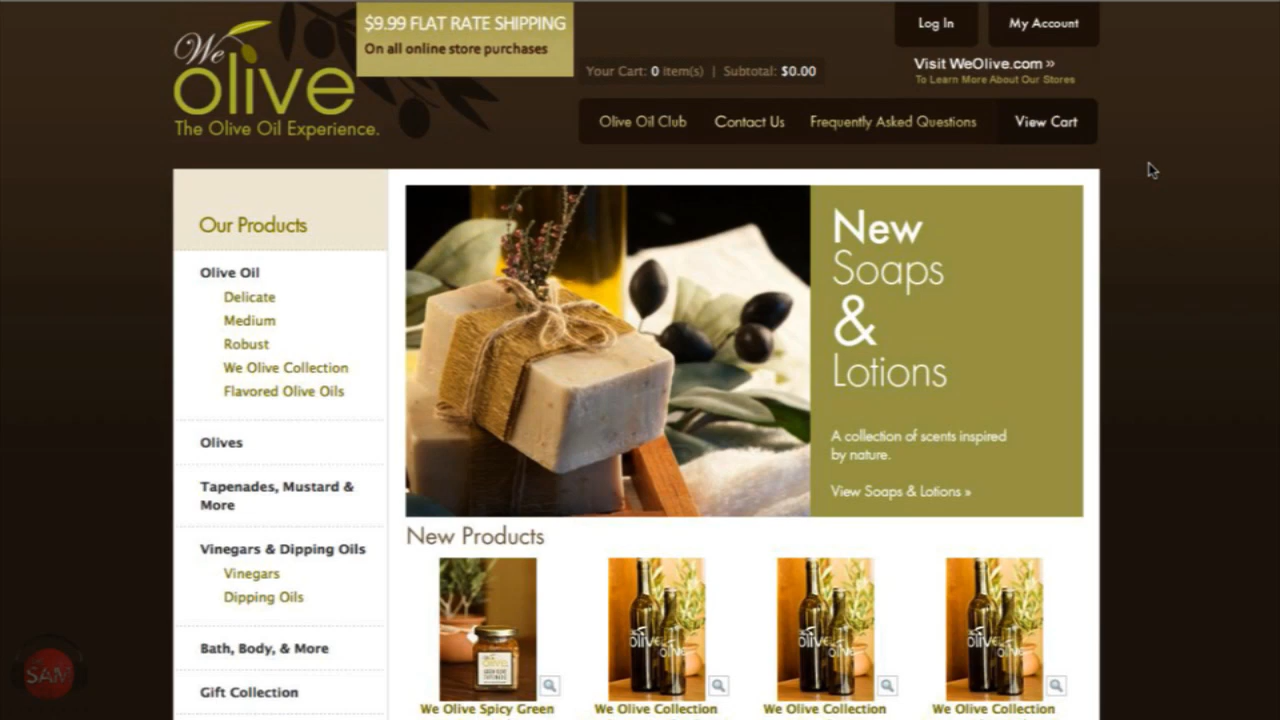 We
olive
The Olive Oil Experience.
$9.99 FLAT RATE SHIPPING
On all online store purchases
Log In
My Account
Your Cart: 0 item(s) | Subtotal: $0.00
Visit WeOlive.com »
To Learn More About Our Stores
Olive Oil Club
Contact Us
Frequently Asked Questions
View Cart
Our Products
Olive Oil
Delicate
Medium
Robust
We Olive Collection
Flavored Olive Oils
Olives
Tapenades, Mustard &
More
Vinegars & Dipping Oils
Vinegars
Dipping Oils
Bath, Body, & More
Gift Collection
New
Soaps
&
Lotions
A collection of scents inspired
by nature.
View Soaps & Lotions »
New Products
We Olive Spicy Green
We Olive Collection
We Olive Collection
We Olive Collection
SAM